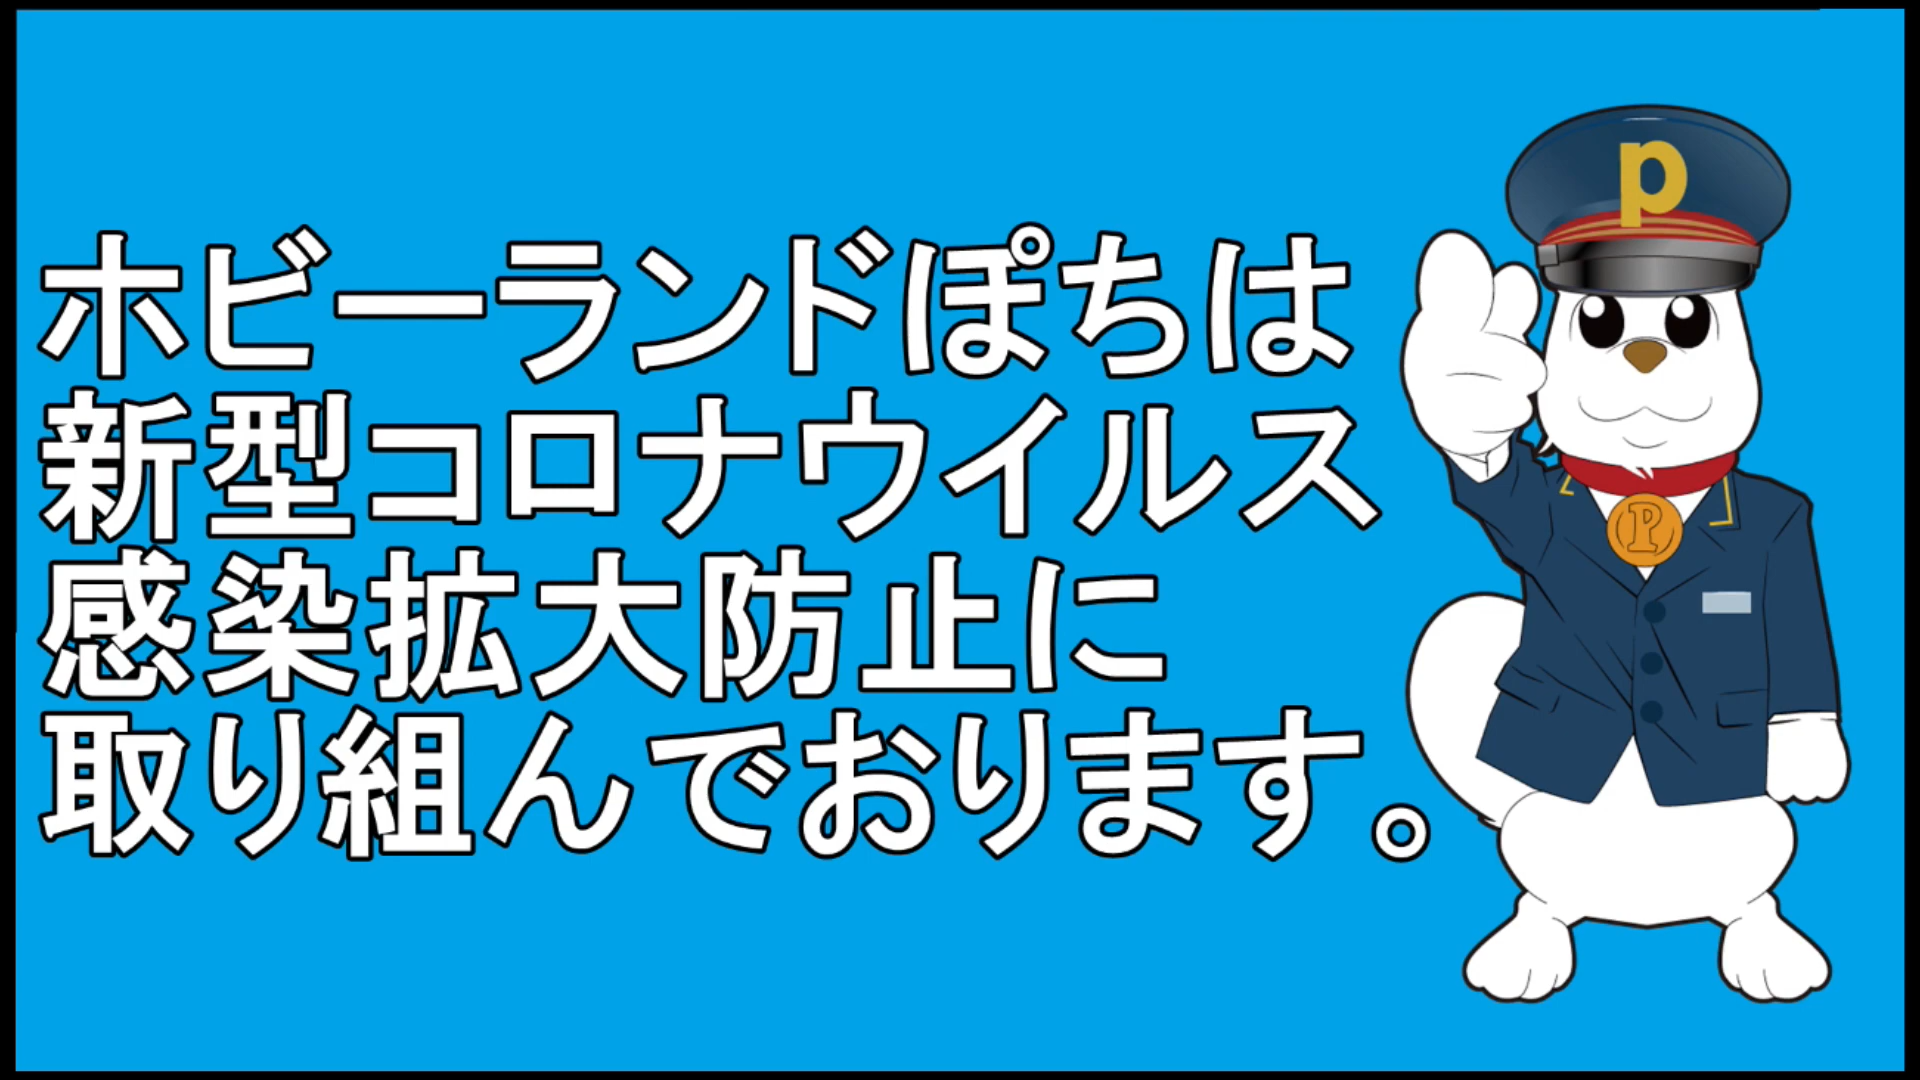 ホビーランドぽちは
新型コロナウイルス
感染拡大防止に
取り組んでおります。
p
P